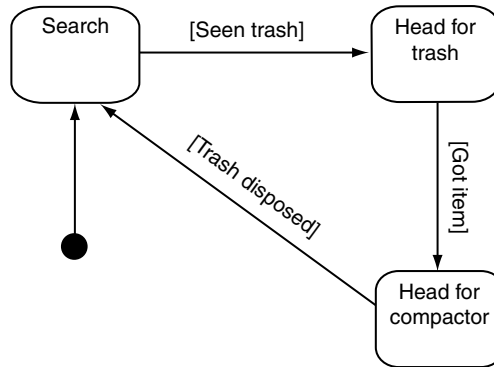 Search
[Seen trash]
Head for
trash
[Got item]
[Trash disposed]
Head for
compactor